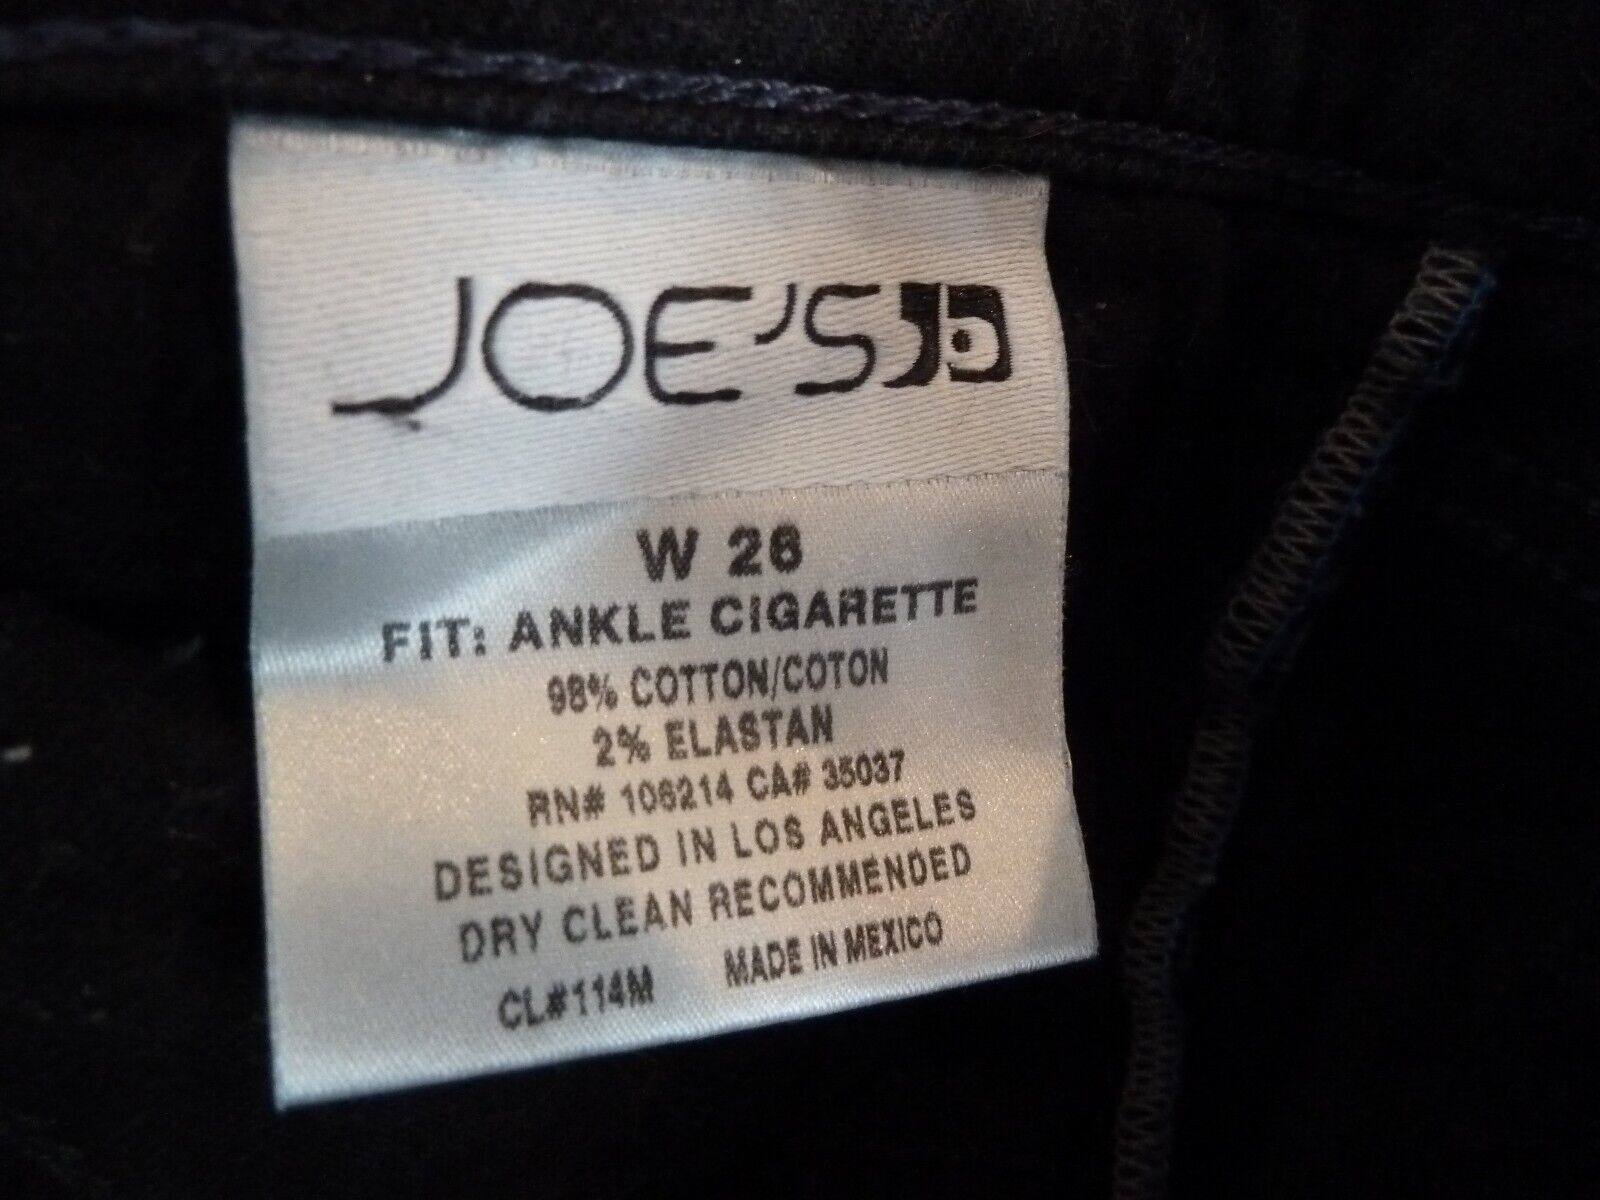 JOE'S
W 26
FIT: ANKLE CIGARETTE
98% COTTON/COTON
2% ELASTAN
RN# 106214 CA# 35037
DESIGNED IN LOS ANGELES
DRY CLEAN RECOMMENDED
CL#114M MADE IN MEXICO